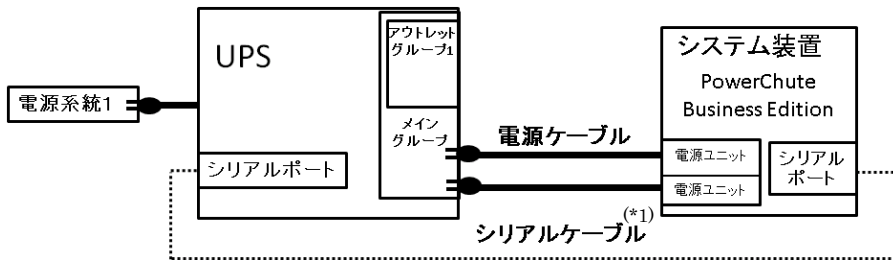 電源系統1
UPS
アウトレット
グループ1
メイン
グループ
シリアルポート
電源ケーブル
シリアルケーブル(*1)
システム装置
PowerChute
Business Edition
電源ユニット
電源ユニット
シリアル
ポート